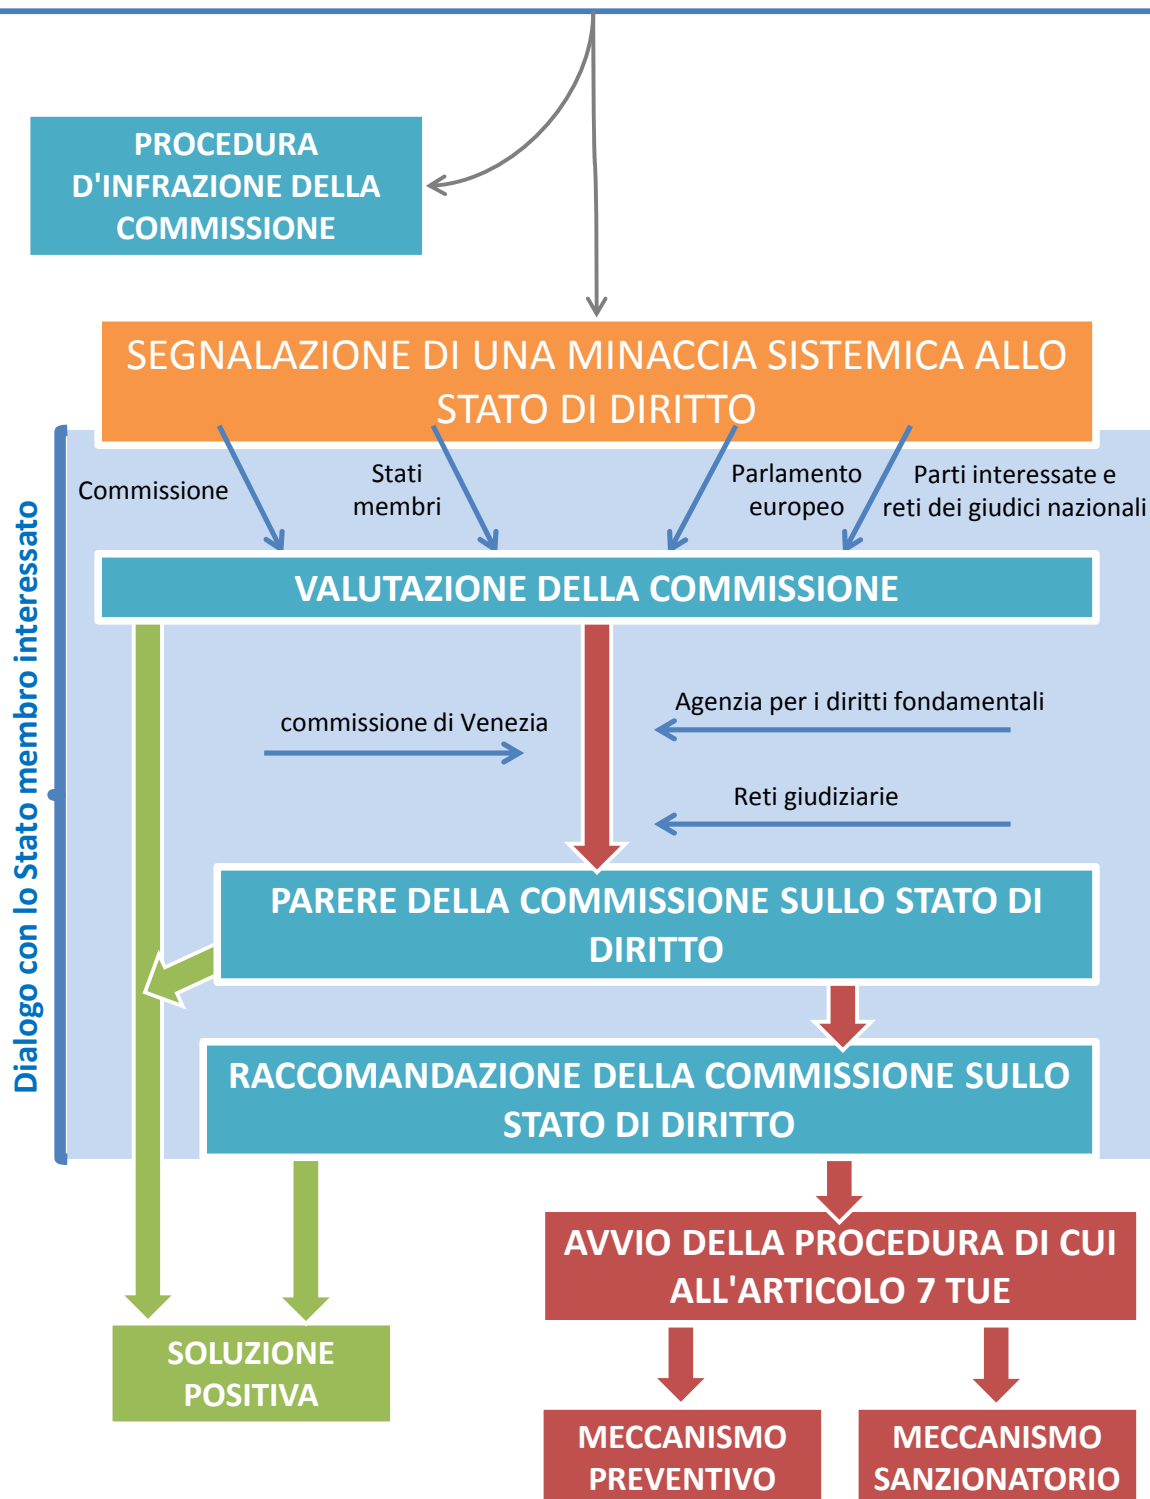 PROCEDURA
D'INFRAZIONE DELLA
COMMISSIONE
SEGNALAZIONE DI UNA MINACCIA SISTEMICA ALLO
STATO DI DIRITTO
Commissione
Stati
membri
Parlamento
europeo
Parti interessate e
reti dei giudici nazionali
VALUTAZIONE DELLA COMMISSIONE
Dialogo con lo Stato membro interessato
commissione di Venezia
Agenzia per i diritti fondamentali
Reti giudiziarie
PARERE DELLA COMMISSIONE SULLO STATO DI
DIRITTO
RACCOMANDAZIONE DELLA COMMISSIONE SULLO
STATO DI DIRITTO
AVVIO DELLA PROCEDURA DI CUI
ALL'ARTICOLO 7 TUE
SOLUZIONE
POSITIVA
MECCANISMO
PREVENTIVO
MECCANISMO
SANZIONATORIO